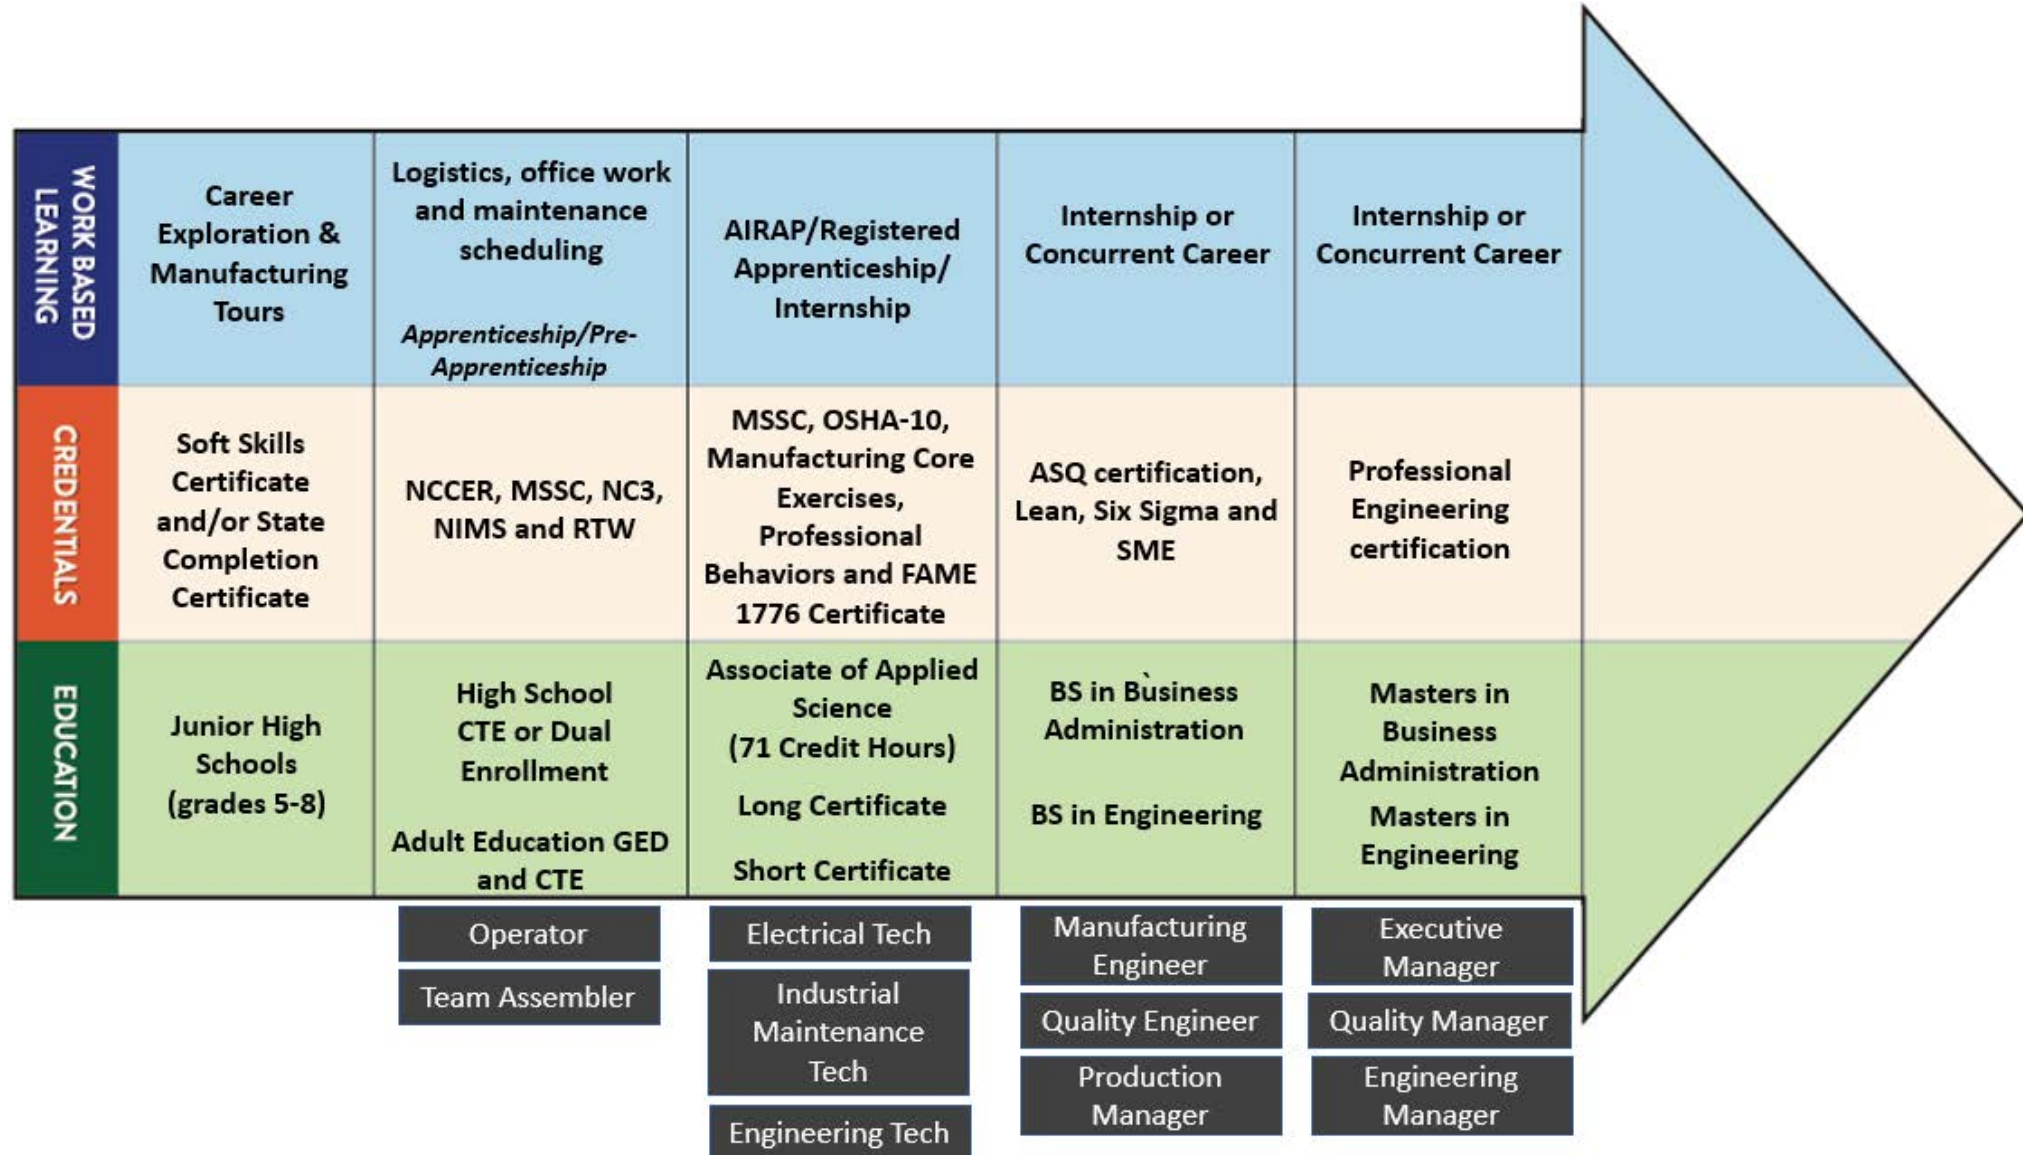 WORK BASED
LEARNING
Career
Exploration &
Manufacturing
Tours
Logistics, office work
and maintenance
scheduling
Apprenticeship/Pre-
Apprenticeship
AIRAP/Registered
Apprenticeship/
Internship
Internship or
Concurrent Career
Internship or
Concurrent Career
CREDENTIALS
Soft Skills
Certificate
and/or State
Completion
Certificate
NCCER, MSSC, NC3,
NIMS and RTW
MSSC, OSHA-10,
Manufacturing Core
Exercises,
Professional
Behaviors and FAME
1776 Certificate
ASQ certification,
Lean, Six Sigma and
SME
Professional
Engineering
certification
EDUCATION
Junior High
Schools
(grades 5-8)
High School
CTE or Dual
Enrollment
Adult Education GED
and CTE
Associate of Applied
Science
(71 Credit Hours)
Long Certificate
Short Certificate
BS in Business
Administration
BS in Engineering
Masters in
Business
Administration
Masters in
Engineering
Operator
Team Assembler
Electrical Tech
Industrial
Maintenance
Tech
Engineering Tech
Manufacturing
Engineer
Quality Engineer
Production
Manager
Executive
Manager
Quality Manager
Engineering
Manager